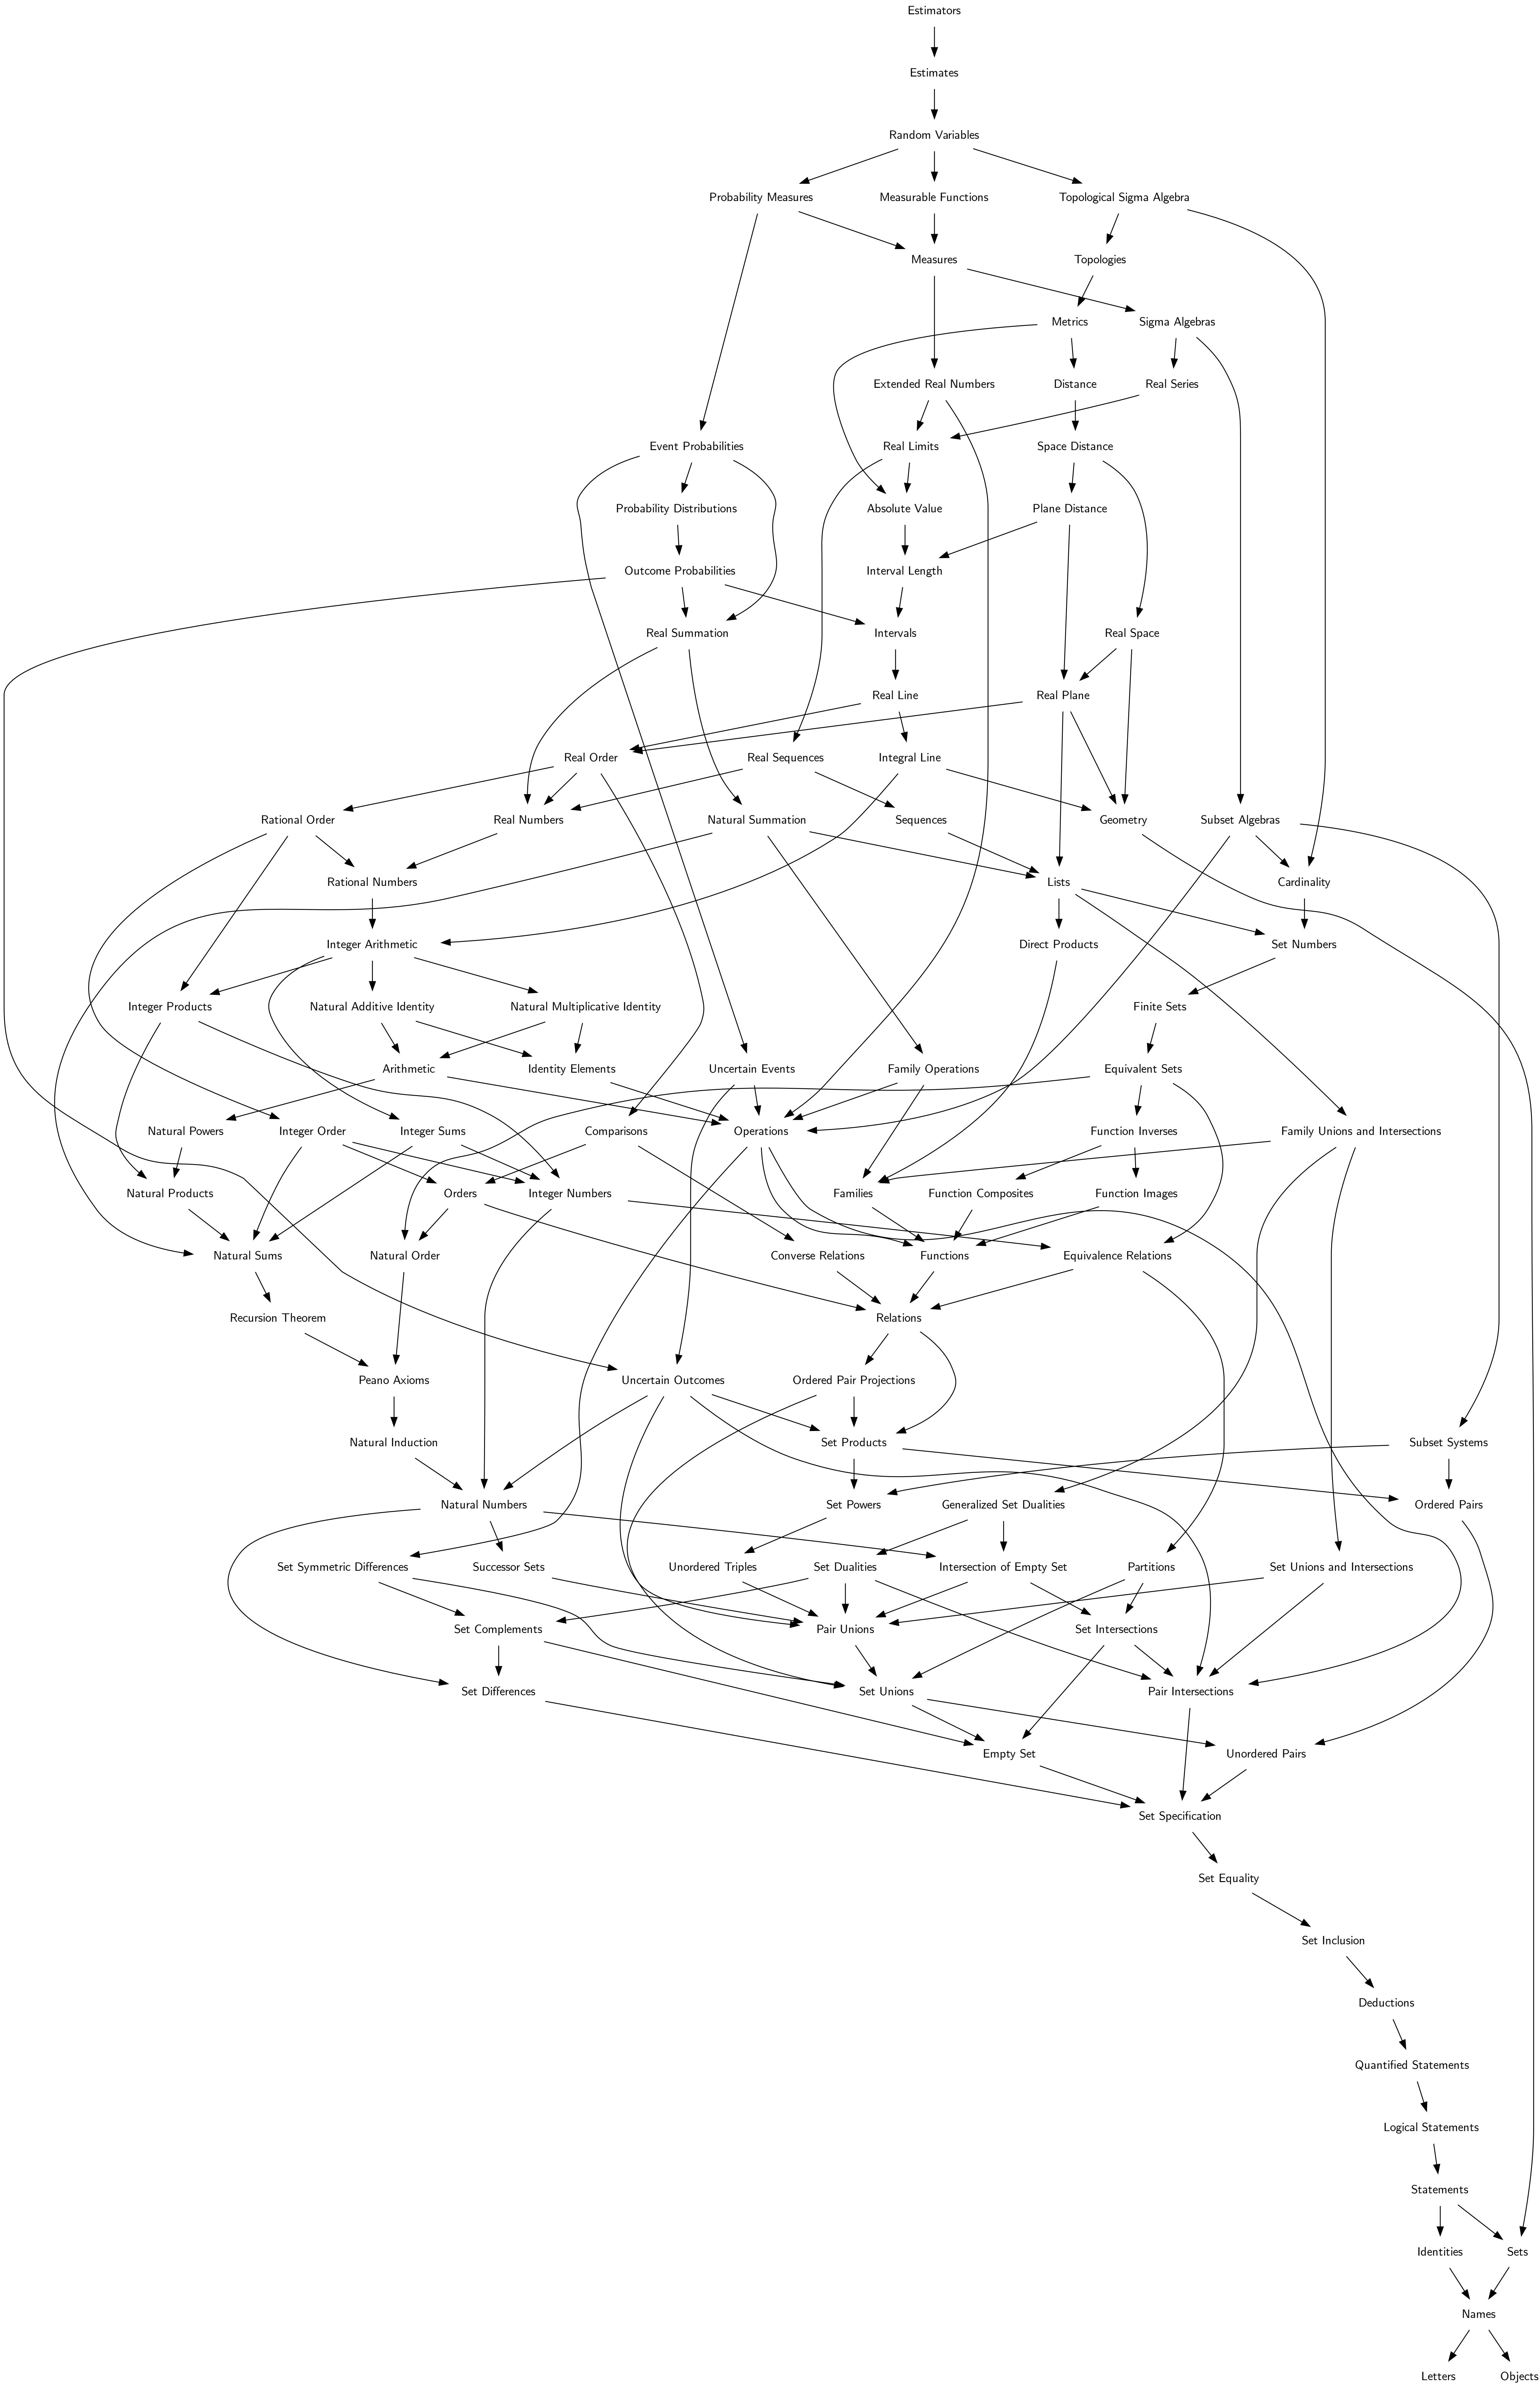 Estimators
Estimates
Random Variables
Probability Measures
Measurable Functions
Topological Sigma Algebra
Measures
Topologies
Metrics
Sigma Algebras
Extended Real Numbers
Distance
Real Series
Event Probabilities
Real Limits
Space Distance
Probability Distributions
Absolute Value
Plane Distance
Outcome Probabilities
Interval Length
Real Summation
Intervals
Real Space
Real Line
Real Plane
Real Order
Real Sequences
Integral Line
Rational Order
Real Numbers
Natural Summation
Sequences
Geometry
Subset Algebras
Rational Numbers
Lists
Cardinality
Integer Arithmetic
Direct Products
Set Numbers
Integer Products
Natural Additive Identity
Natural Multiplicative Identity
Finite Sets
Arithmetic
Identity Elements
Uncertain Events
Family Operations
Equivalent Sets
Natural Powers
Integer Order
Integer Sums
Comparisons
Operations
Function Inverses
Family Unions and Intersections
Natural Products
Orders
Integer Numbers
Families
Function Composites
Function Images
Natural Sums
Natural Order
Converse Relations
Functions
Equivalence Relations
Recursion Theorem
Relations
Peano Axioms
Uncertain Outcomes
Ordered Pair Projections
Natural Induction
Set Products
Subset Systems
Natural Numbers
Set Powers
Generalized Set Dualities
Ordered Pairs
Set Symmetric Differences
Successor Sets
Unordered Triples
Set Dualities
Intersection of Empty Set
Partitions
Set Unions and Intersections
Set Complements
Pair Unions
Set Intersections
Set Differences
Set Unions
Pair Intersections
Empty Set
Unordered Pairs
Set Specification
Set Equality
Set Inclusion
Deductions
Quantified Statements
Logical Statements
Statements
Identities
Sets
Names
Letters
Objects